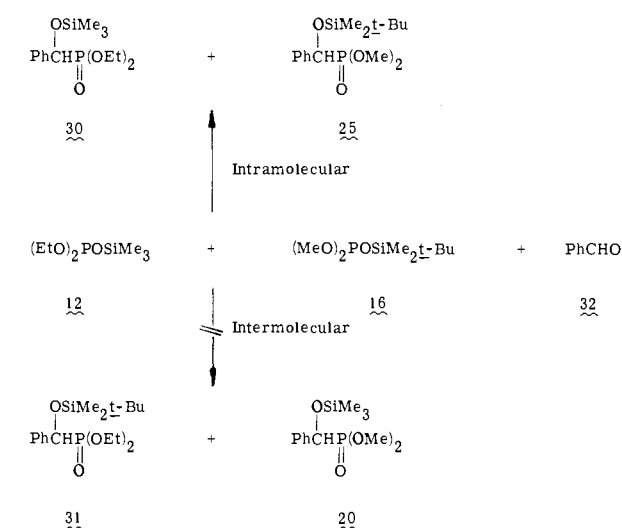 OSiMe3 OSiMe2t-Bu
PhCHP(OEt)2 + PhCHP(OMe)2
O O
30 25
Intramolecular
(EtO)2POSiMe3 + (MeO)2POSiMe2t-Bu + PhCHO
12 16 32
Intermolecular
OSiMe2t-Bu OSiMe3
PhCHP(OEt)2 + PhCHP(OMe)2
O O
31 20